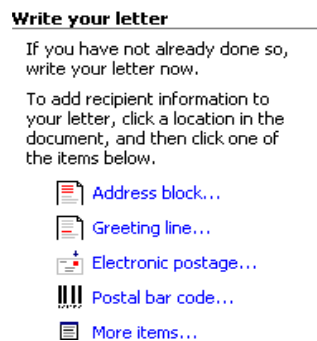 Write your letter
If you have not already done so,
write your letter now.
To add recipient information to
your letter, click a location in the
document, and then click one of
the items below.
Address block...
Greeting line...
Electronic postage...
Postal bar code...
More items...